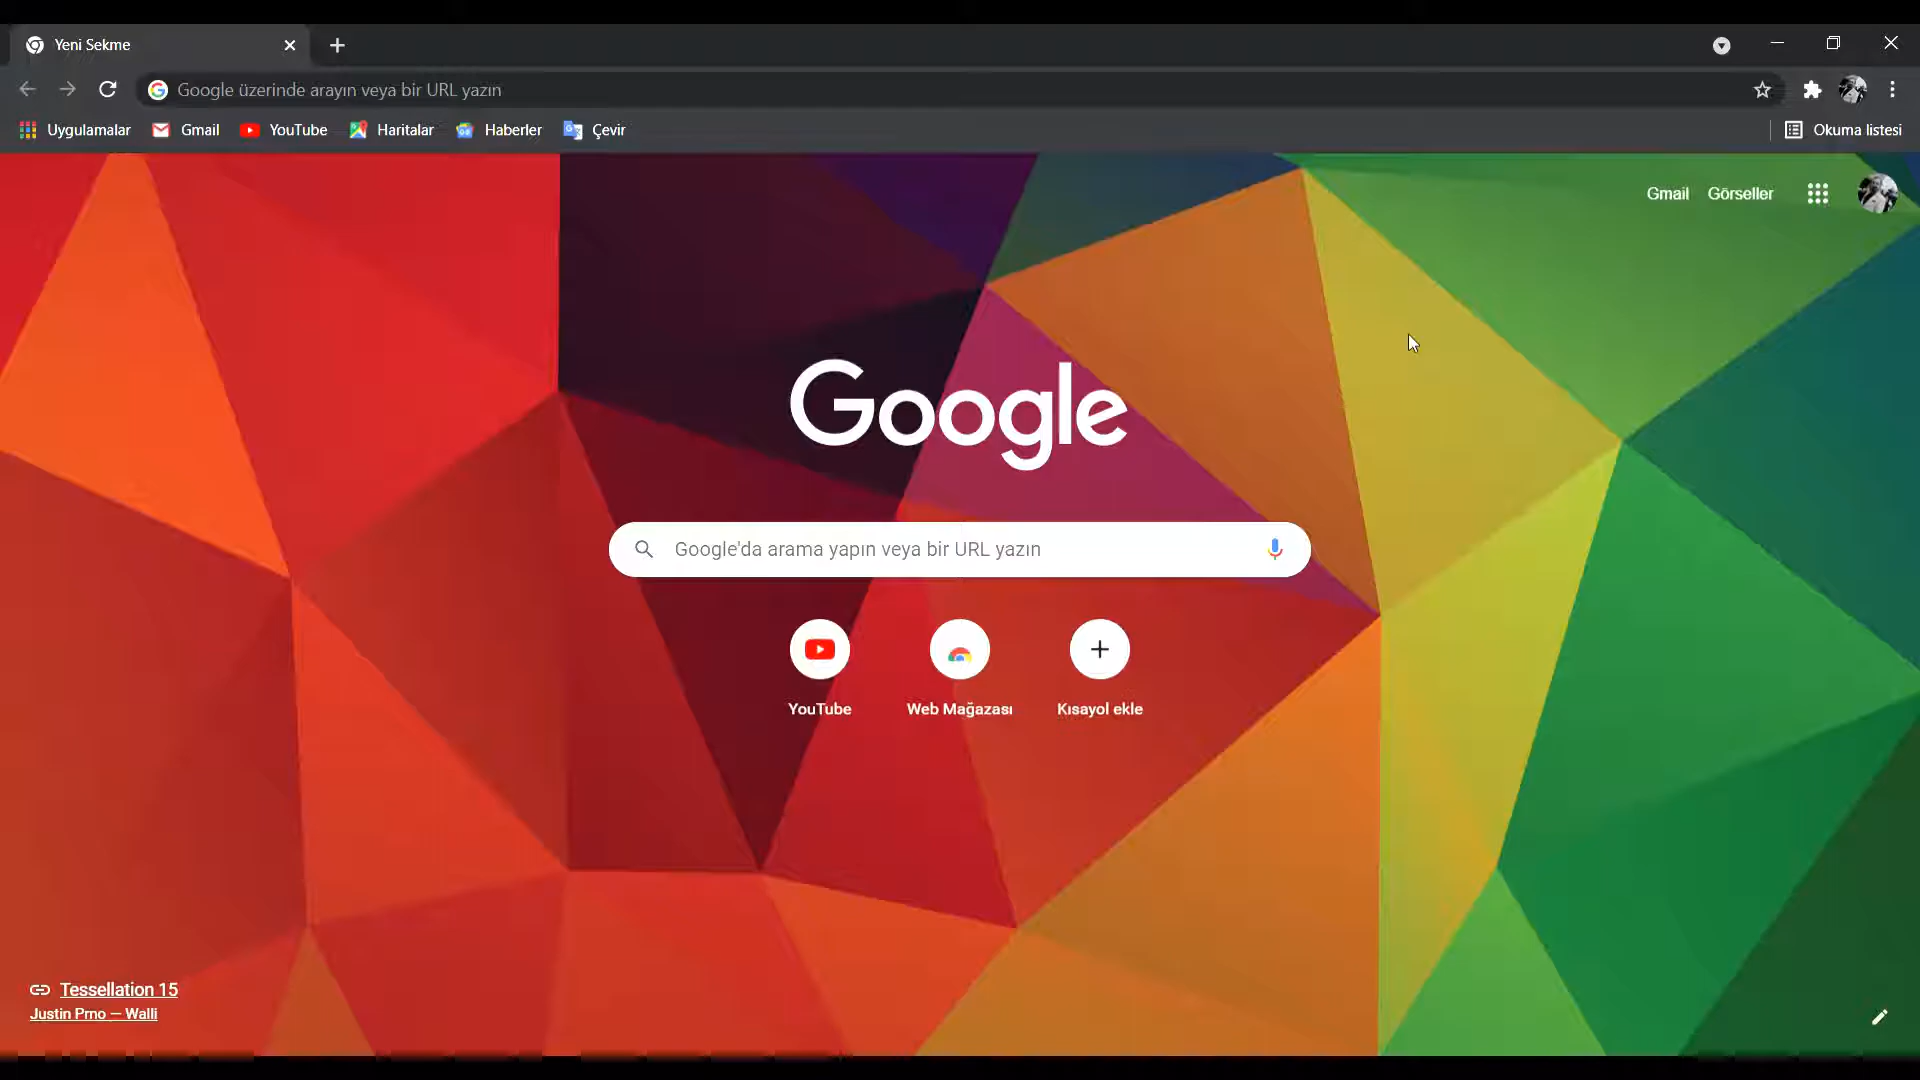 Yeni Sekme
Google üzerinde arayın veya bir URL yazın
Uygulamalar Gmail YouTube Haritalar Haberler Çevir Okuma listesi
Gmail Görseller
Google
Google'da arama yapın veya bir URL yazın
YouTube Web Mağazası Kısayol ekle
Tessellation 15
Justin Prno — Walli